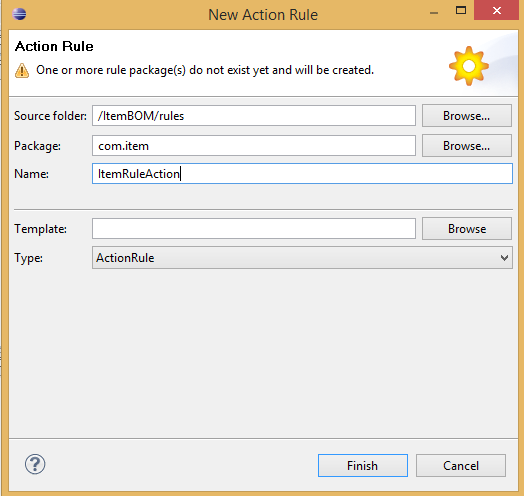 New Action Rule
Action Rule
One or more rule package(s) do not exist yet and will be created.
Source folder: /ItemBOM/rules Browse...
Package: com.item Browse...
Name: ItemRuleAction
Template: Browse
Type: ActionRule
? Finish Cancel